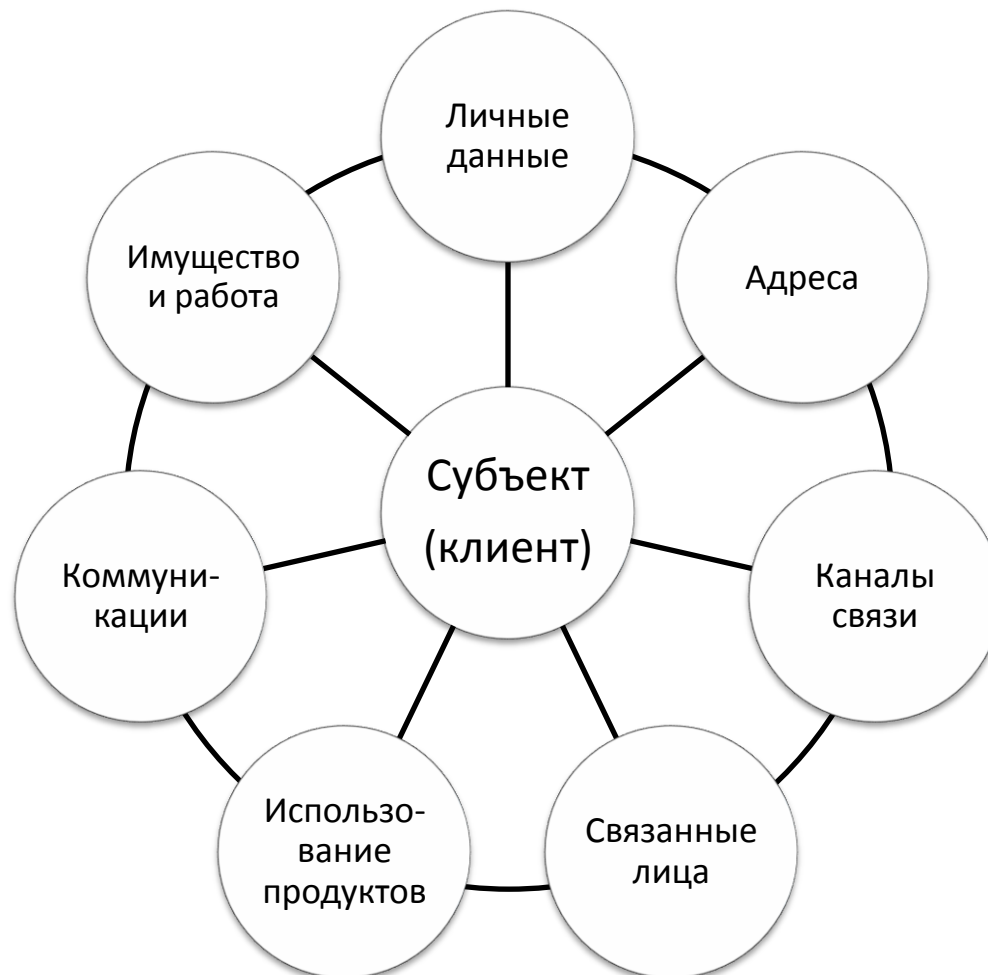 Личные
данные
Адреса
Каналы
связи
Связанные
лица
Использо-
вание
продуктов
Коммуни-
кации
Имущество
и работа
Субъект
(клиент)